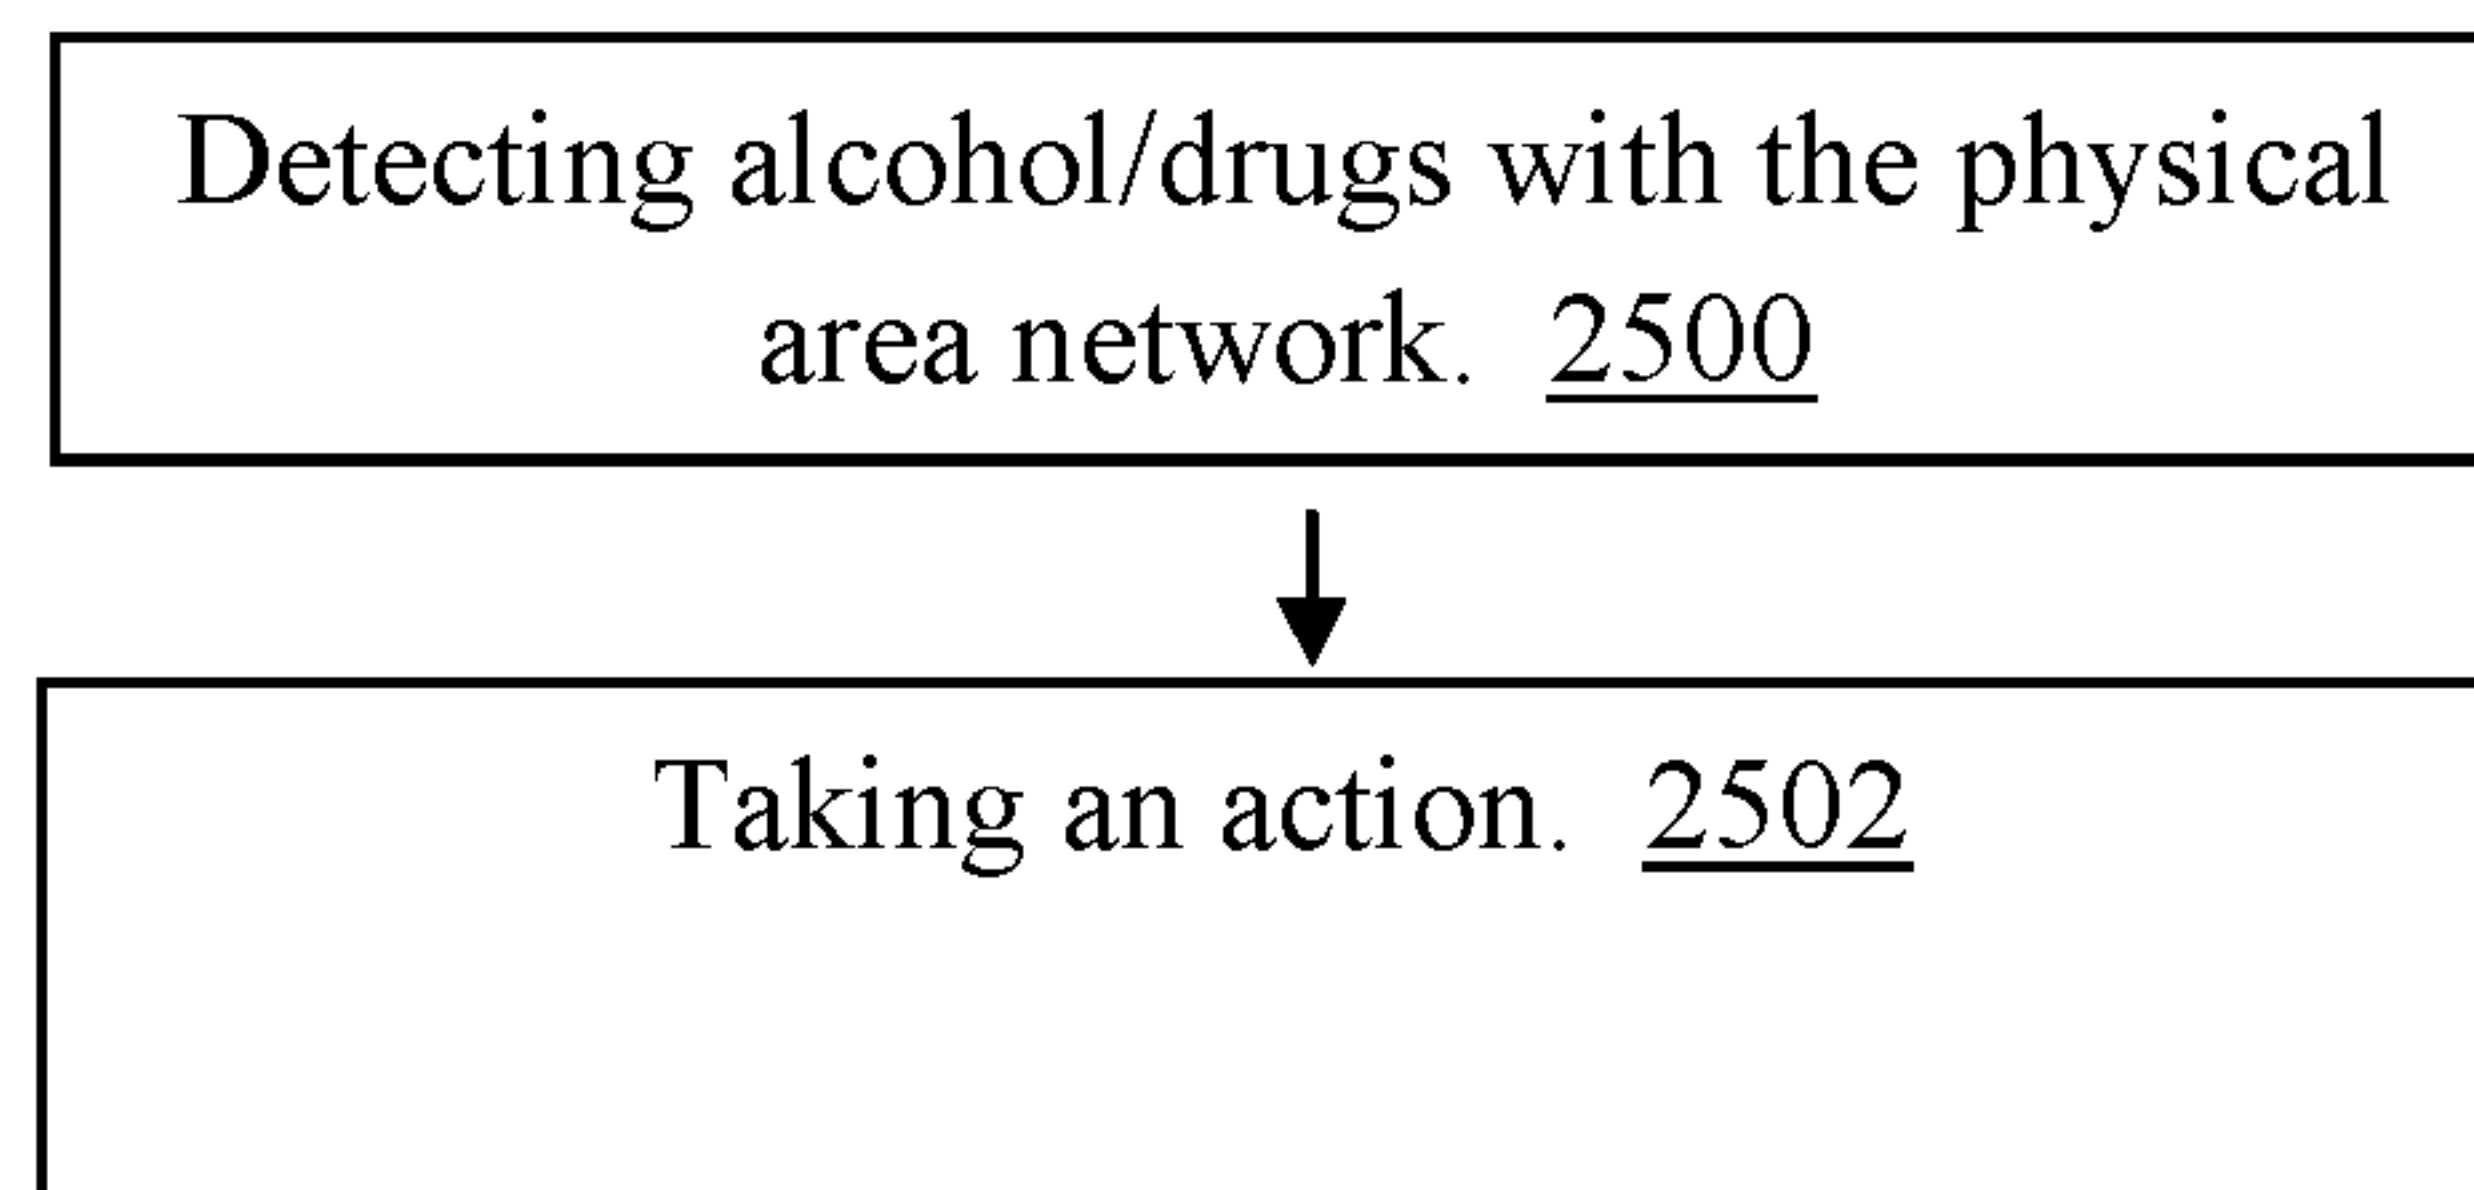 Detecting alcohol/drugs with the physical
area network. 2500
Taking an action. 2502